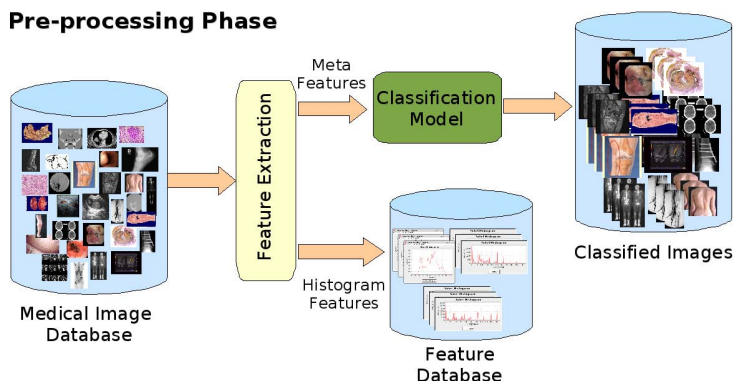 Pre-processing Phase
Meta
Features
Classification
Model
Feature Extraction
Histogram
Features
Medical Image
Database
Feature
Database
Classified Images